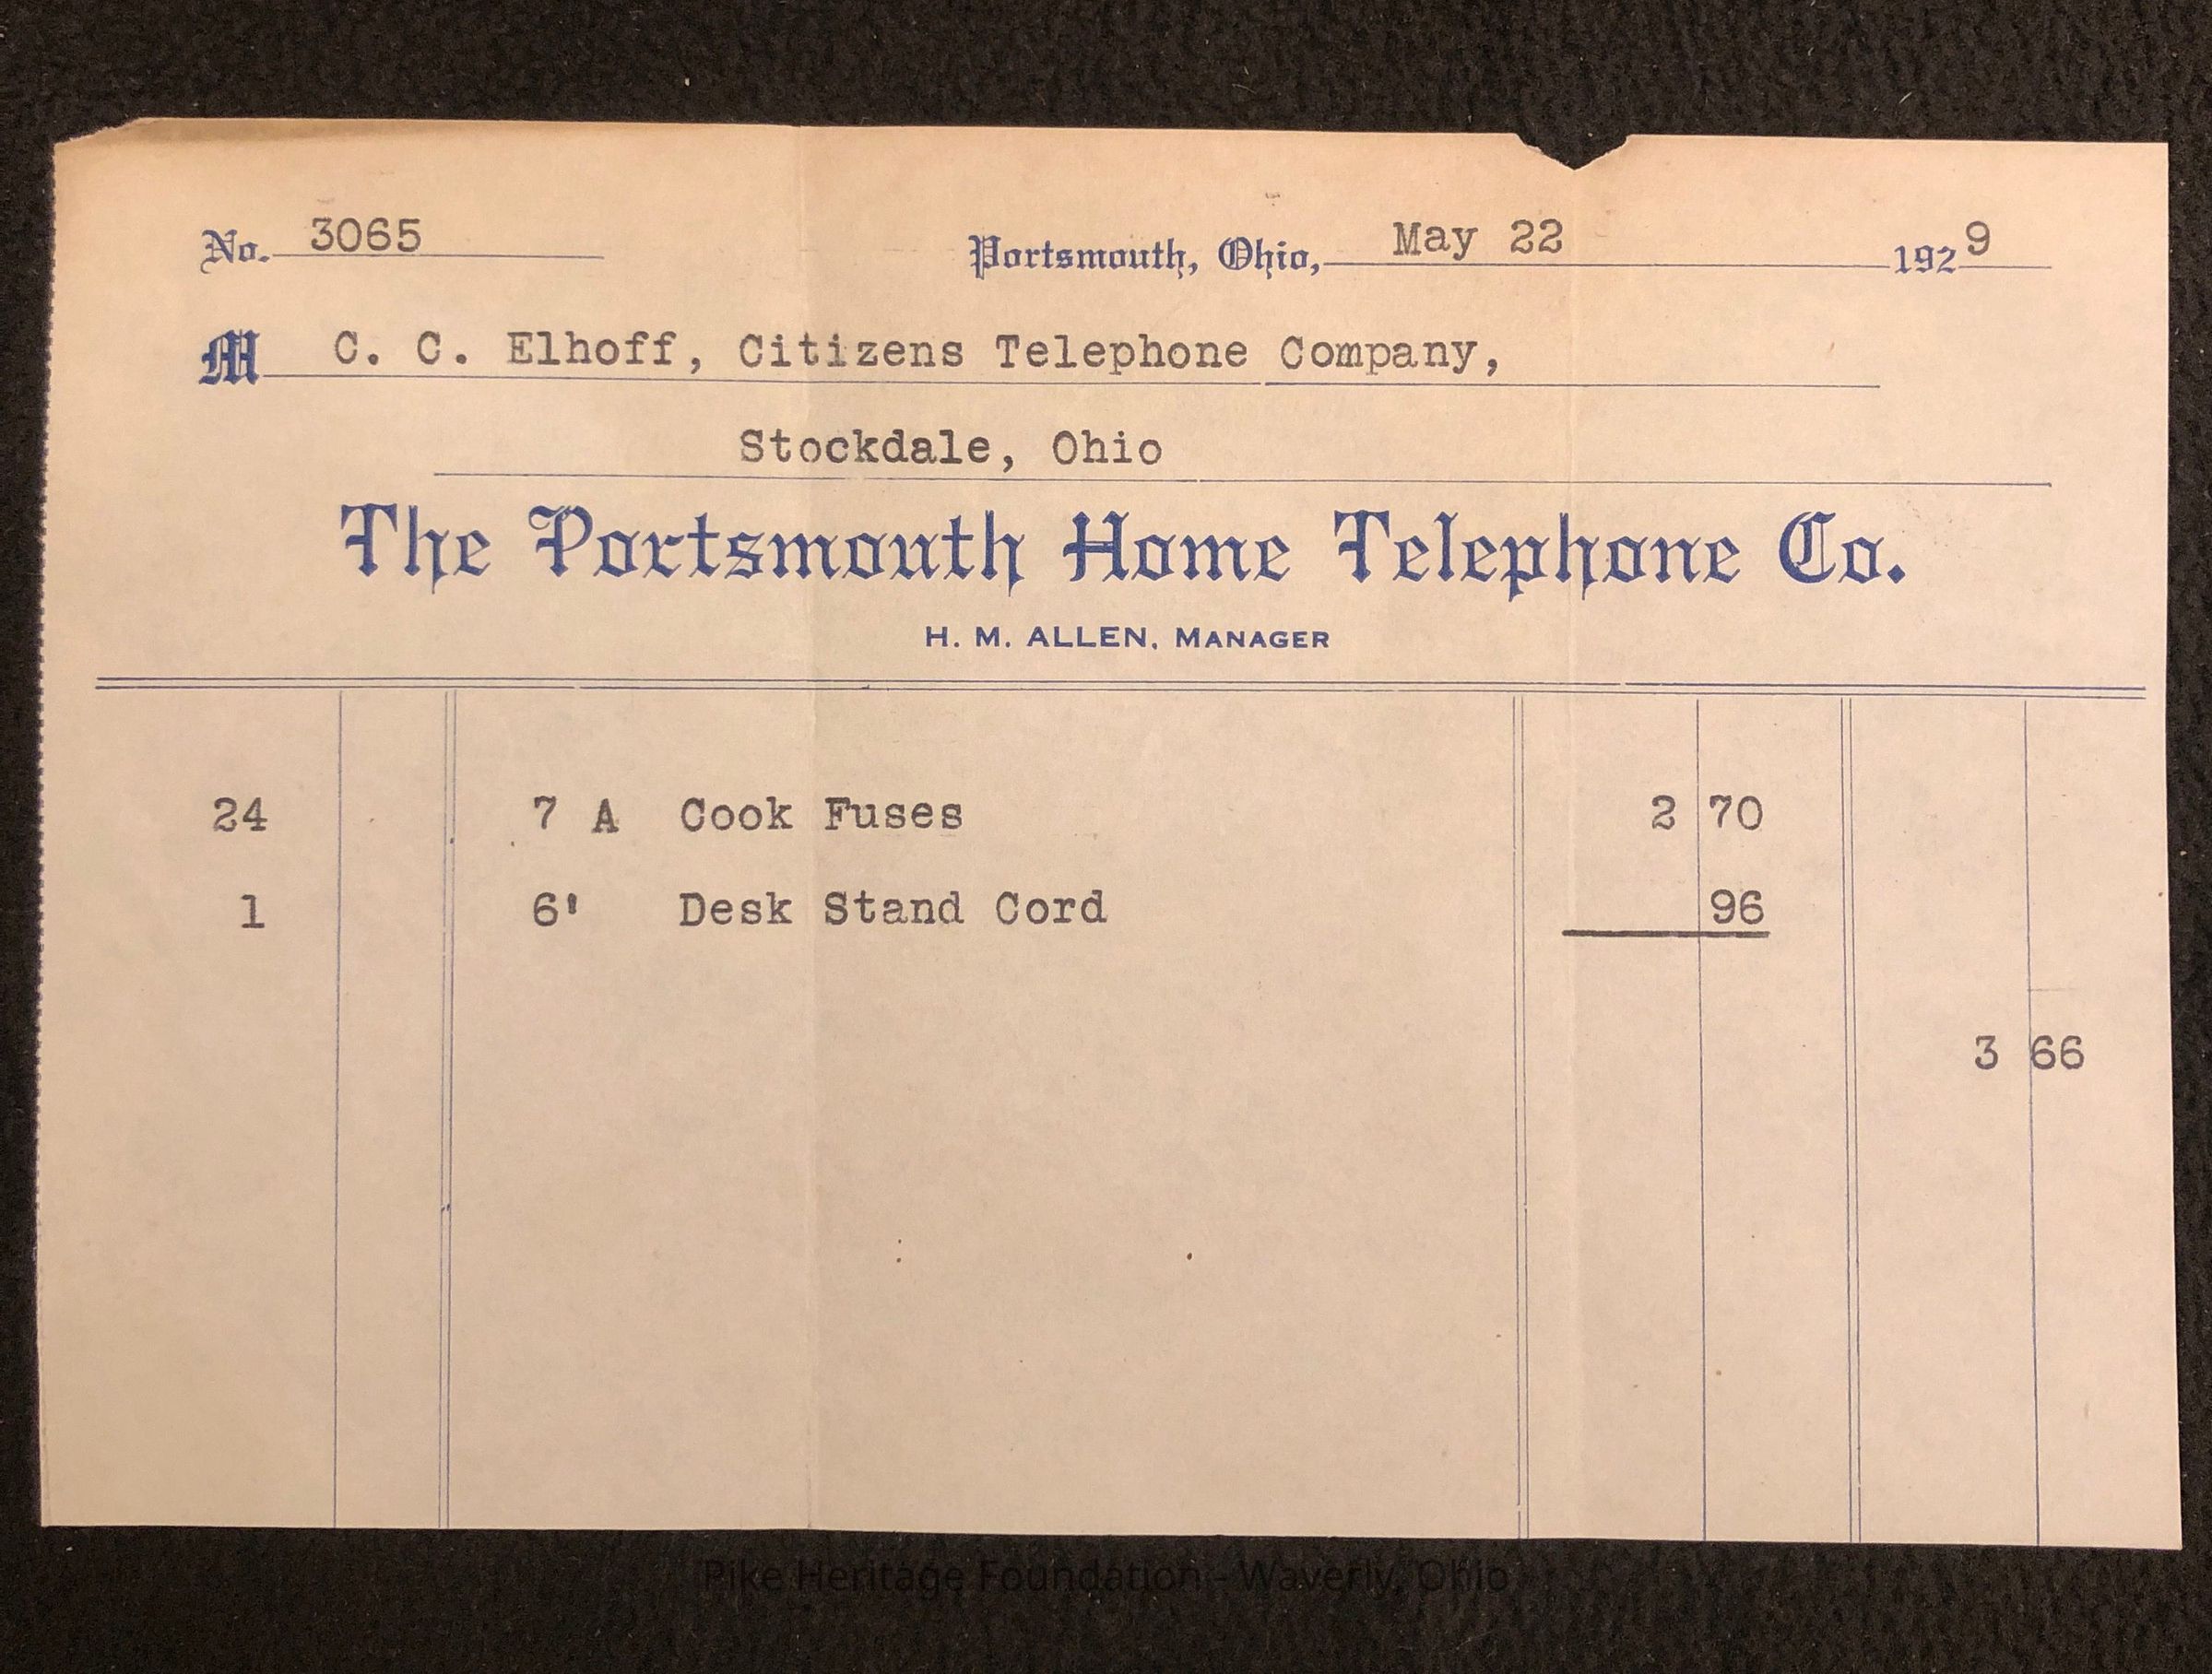 No. 3065 Portsmouth, Ohio, May 22 1929
M C. C. Elhoff, Citizens Telephone Company,
Stockdale, Ohio
The Portsmouth Home Telephone Co.
H. M. ALLEN, MANAGER
24 7 A Cook Fuses 2 70
1 6' Desk Stand Cord 96
3 66
Pike Heritage Foundation - Waverly, Ohio